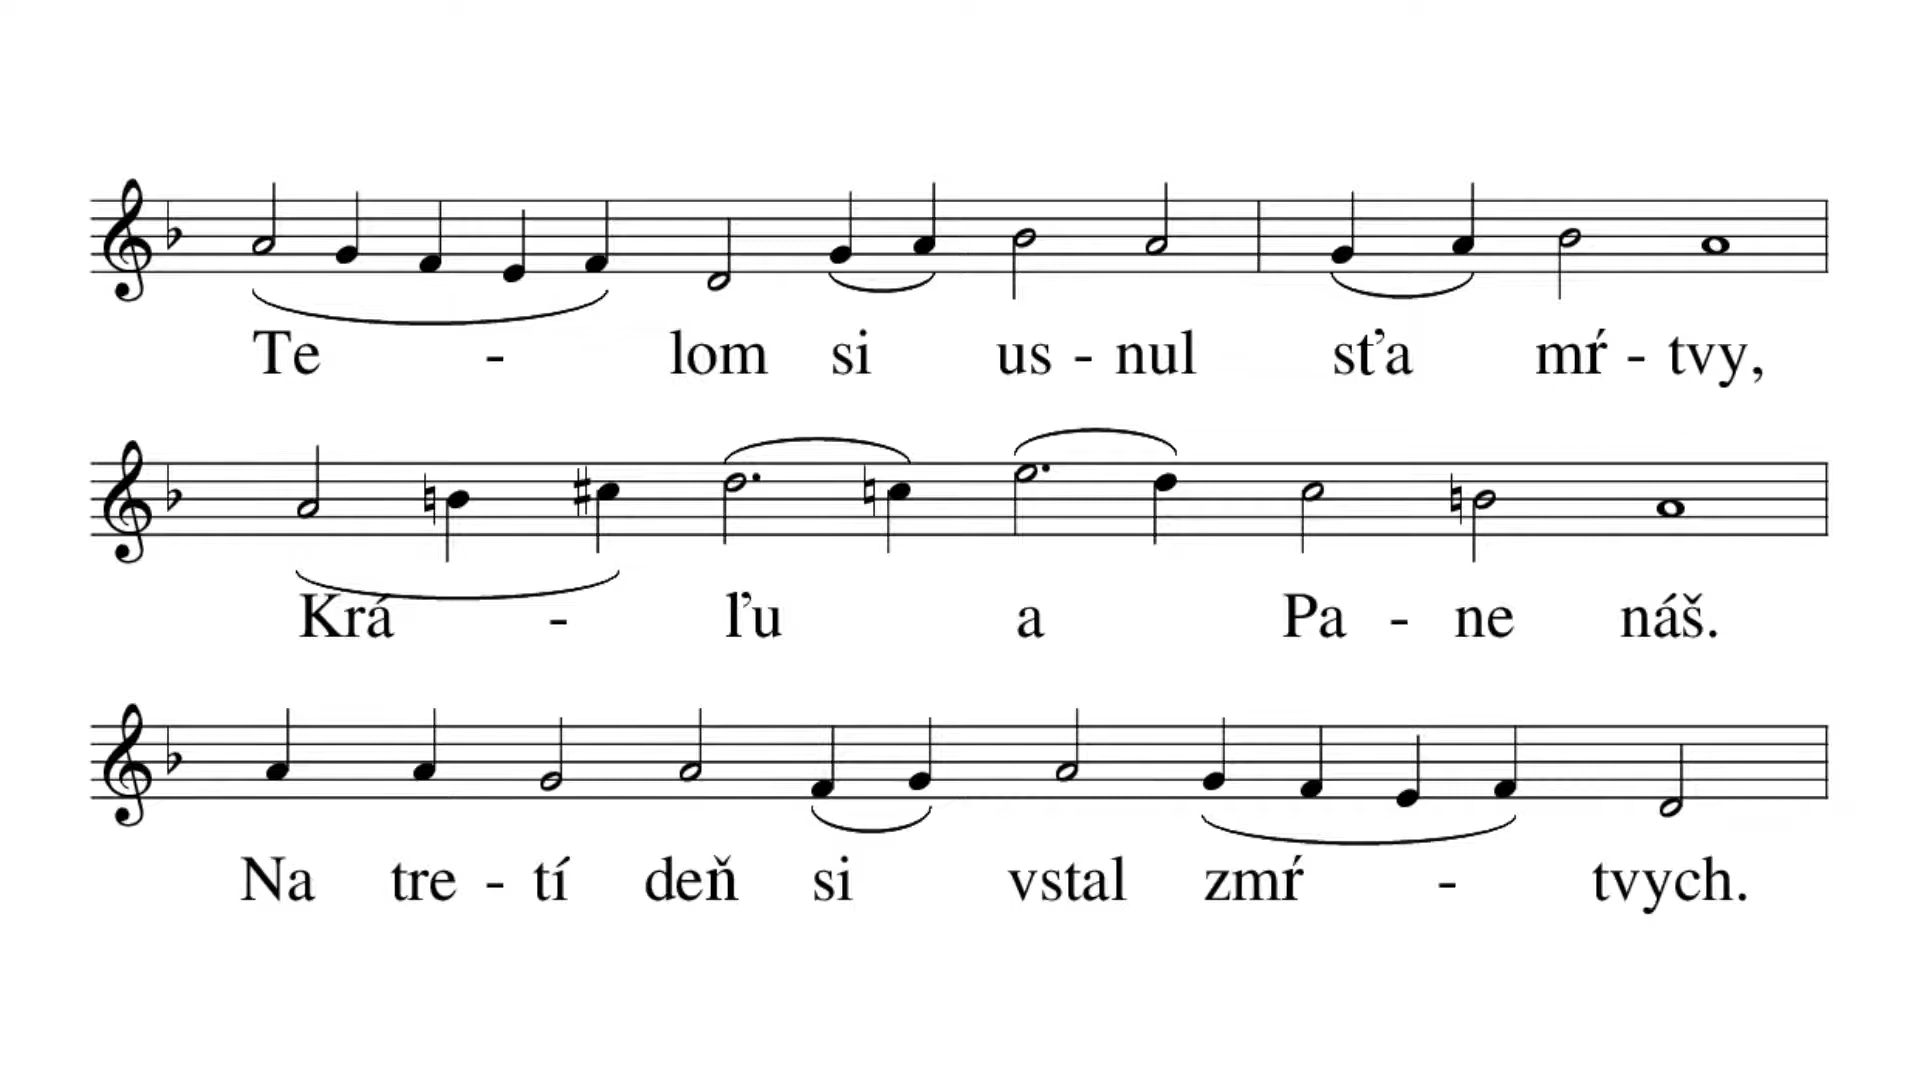 Te - lom si us - nul sťa mŕ - tvy,
Krá - ľu a Pa - ne náš.
Na tre - tí deň si vstal zmŕ - tvych.